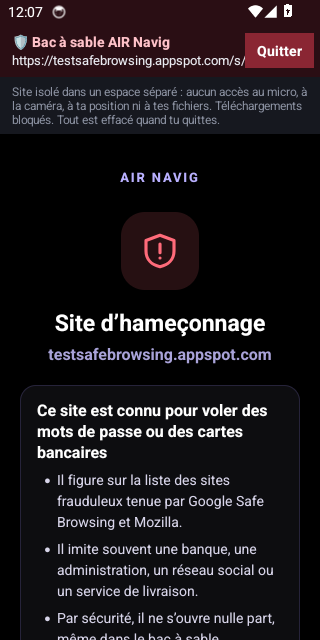 12:07
🛡️ Bac à sable AIR Navig
https://testsafebrowsing.appspot.com/s/
Quitter
Site isolé dans un espace séparé : aucun accès au micro, à
la caméra, à ta position ni à tes fichiers. Téléchargements
bloqués. Tout est effacé quand tu quittes.
AIR NAVIG
Site d’hameçonnage
testsafebrowsing.appspot.com
Ce site est connu pour voler des
mots de passe ou des cartes
bancaires
• Il figure sur la liste des sites
frauduleux tenue par Google Safe
Browsing et Mozilla.
• Il imite souvent une banque, une
administration, un réseau social ou
un service de livraison.
• Par sécurité, il ne s’ouvre nulle part,
même dans le bac à sable